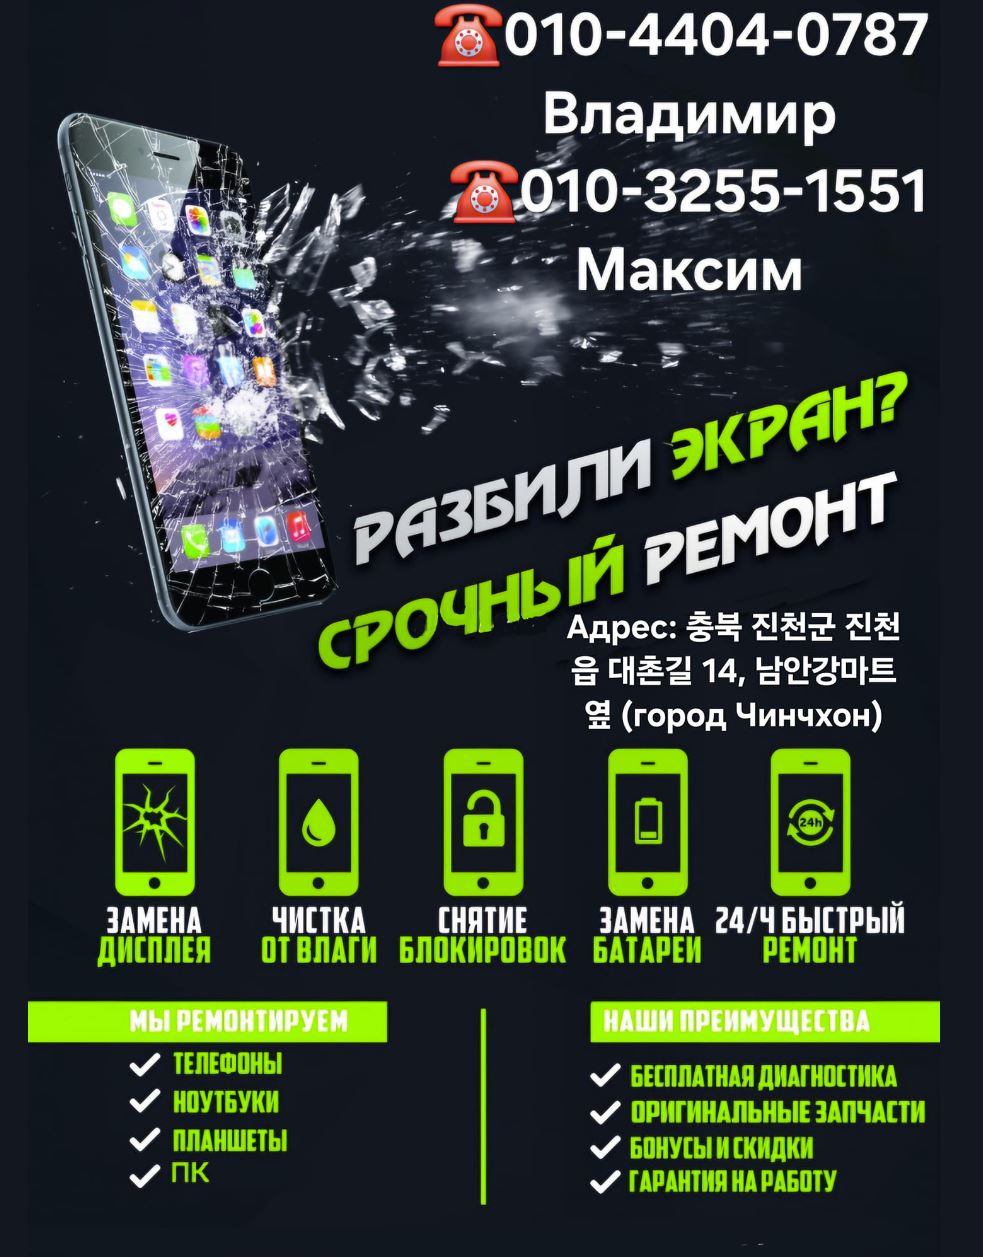 ☎010-4404-0787
Владимир
☎010-3255-1551
Максим
РАЗБИЛИ ЭКРАН?
СРОЧНЫЙ РЕМОНТ
Адрес: 충북 진천군 진천
읍 대촌길 14, 남안강마트
옆 (город Чинчхон)
24h
ЗАМЕНА
ДИСПЛЕЯ
ЧИСТКА
ОТ ВЛАГИ
СНЯТИЕ
БЛОКИРОВОК
ЗАМЕНА
БАТАРЕИ
24/Ч БЫСТРЫЙ
РЕМОНТ
МЫ РЕМОНТИРУЕМ
ТЕЛЕФОНЫ
НОУТБУКИ
ПЛАНШЕТЫ
ПК
НАШИ ПРЕИМУЩЕСТВА
БЕСПЛАТНАЯ ДИАГНОСТИКА
ОРИГИНАЛЬНЫЕ ЗАПЧАСТИ
БОНУСЫ И СКИДКИ
ГАРАНТИЯ НА РАБОТУ